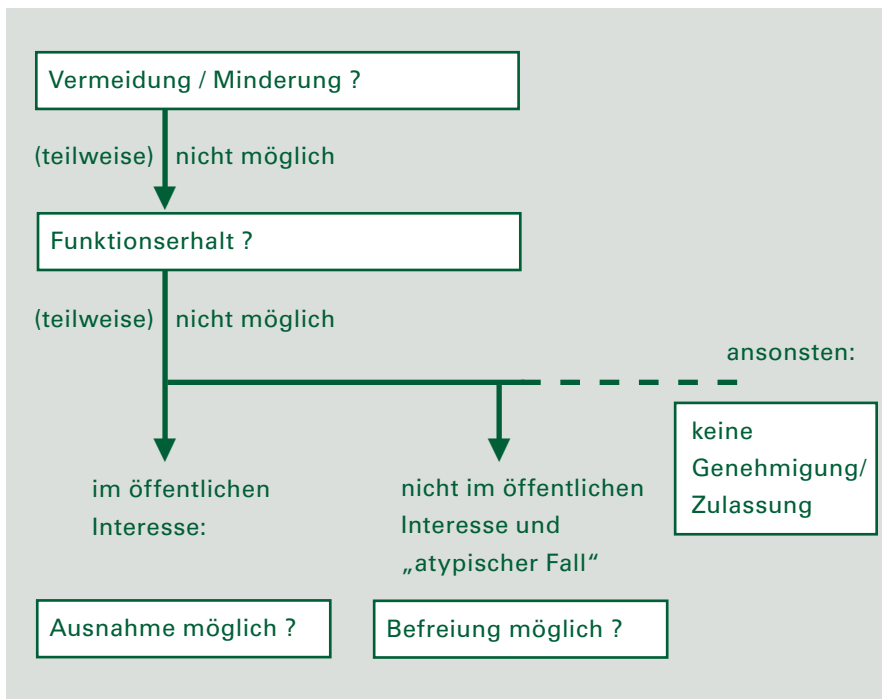 Vermeidung / Minderung ?
(teilweise) nicht möglich
Funktionserhalt ?
(teilweise) nicht möglich
ansonsten:
keine
Genehmigung/
Zulassung
im öffentlichen
Interesse:
nicht im öffentlichen
Interesse und
„atypischer Fall“
Ausnahme möglich ?
Befreiung möglich ?